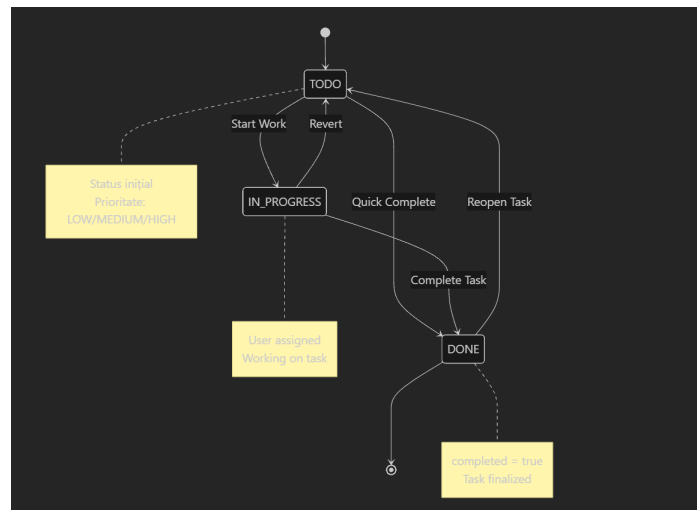 TODO
Start Work
Revert
Status inițial
Prioritate:
LOW/MEDIUM/HIGH
IN_PROGRESS
Quick Complete
Reopen Task
Complete Task
User assigned
Working on task
DONE
completed = true
Task finalized